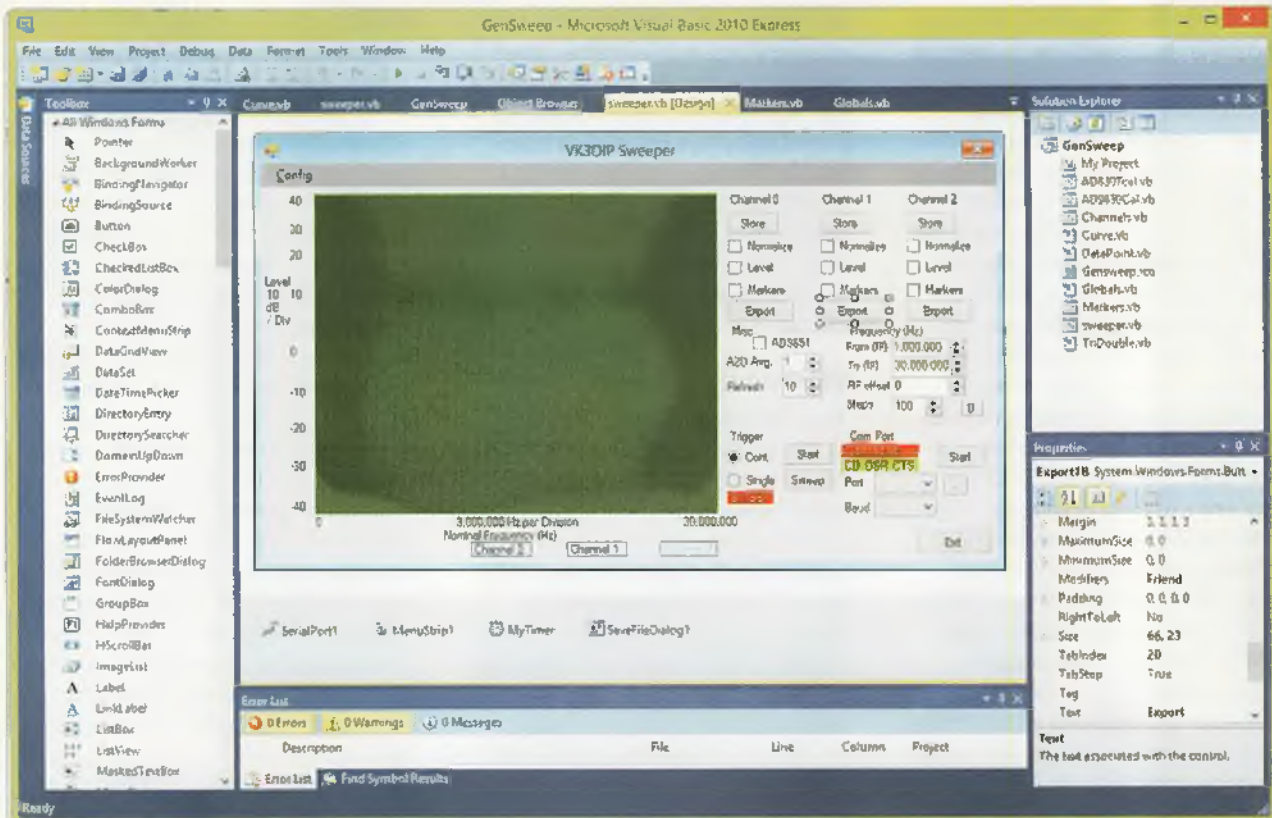 GenSweep - Microsoft Visual Basic 2010 Express
File Edit View Project Debug Data Format Tools Window Help
Data Sources
Toolbox
All Windows Forms
Pointer
BackgroundWorker
BindingNavigator
BindingSource
Button
CheckBox
CheckedListBox
ColorDialog
ComboBox
ContextMenuStrip
DataGridView
DataSet
DateTimePicker
DirectoryEntry
DirectorySearcher
DomainUpDown
ErrorProvider
EventLog
FileSystemWatcher
FlowLayoutPanel
FolderBrowserDialog
FontDialog
GroupBox
HelpProvider
HScrollBar
ImageList
Label
LinkLabel
ListBox
ListView
MaskedTextBox
Curve.vb sweeper.vb GenSweep Object Browser sweeper.vb [Design] Markers.vb Globals.vb
VK3DIP Sweeper
Config
40
30
20
Level
10 10
dB
/ Div
0
-10
-20
-30
-40
0 3,000,000 Hz per Division 30,000,000
Nominal Frequency (Hz)
Channel 1
Channel 0 Channel 1 Channel 2
Store Store Store
Normalize Normalize Normalize
Level Level Level
Markers Markers Markers
Export Export Export
Misc Frequency (Hz)
From (IF) 1,000,000
A2D Avg. 1 To (IF) 30,000,000
Refresh 10 RF offset 0
Steps 100
Trigger Com Port
Cont. Start Start
CD DSR CTS
Single Sweep Port
Baud
Exit
SerialPort1 MenuStrip1 MyTimer SaveFileDialog1
Error List
0 Errors 0 Warnings 0 Messages
Description File Line Column Project
Error List Find Symbol Results
Solution Explorer
GenSweep
My Project
Channels.vb
Curve.vb
DataPoint.vb
Gensweep.ico
Globals.vb
Markers.vb
sweeper.vb
TriDouble.vb
Properties
Export1B System.Windows.Forms.Butt
Margin 3, 3, 3, 3
MaximumSize 0, 0
MinimumSize 0, 0
Modifiers Friend
Padding 0, 0, 0, 0
RightToLeft No
Size 66, 23
TabIndex 20
TabStop True
Tag
Text Export
Text
The text associated with the control.
Ready